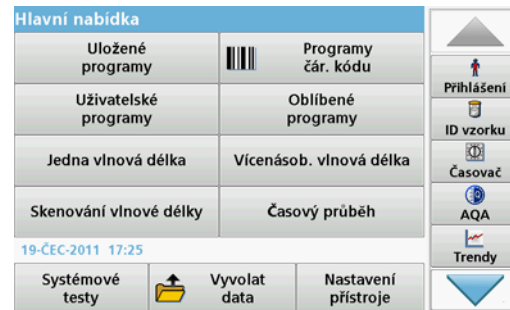 Hlavní nabídka
Uložené
programy
Programy
čár. kódu
Uživatelské
programy
Oblíbené
programy
Jedna vlnová délka
Vícenásob. vlnová délka
Skenování vlnové délky
Časový průběh
19-ČEC-2011 17:25
Systémové
testy
Vyvolat
data
Nastavení
přístroje
Přihlášení
ID vzorku
Časovač
AQA
Trendy